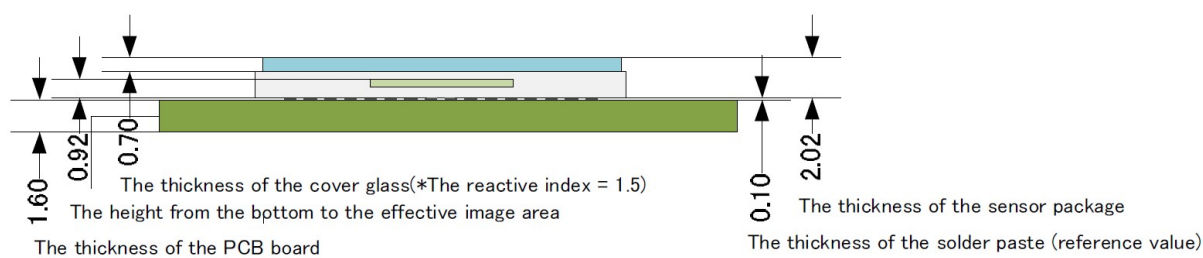 1.60
0.92
0.70
0.10
2.02
The thickness of the cover glass(*The reactive index = 1.5)
The height from the bottom to the effective image area
The thickness of the sensor package
The thickness of the PCB board
The thickness of the solder paste (reference value)